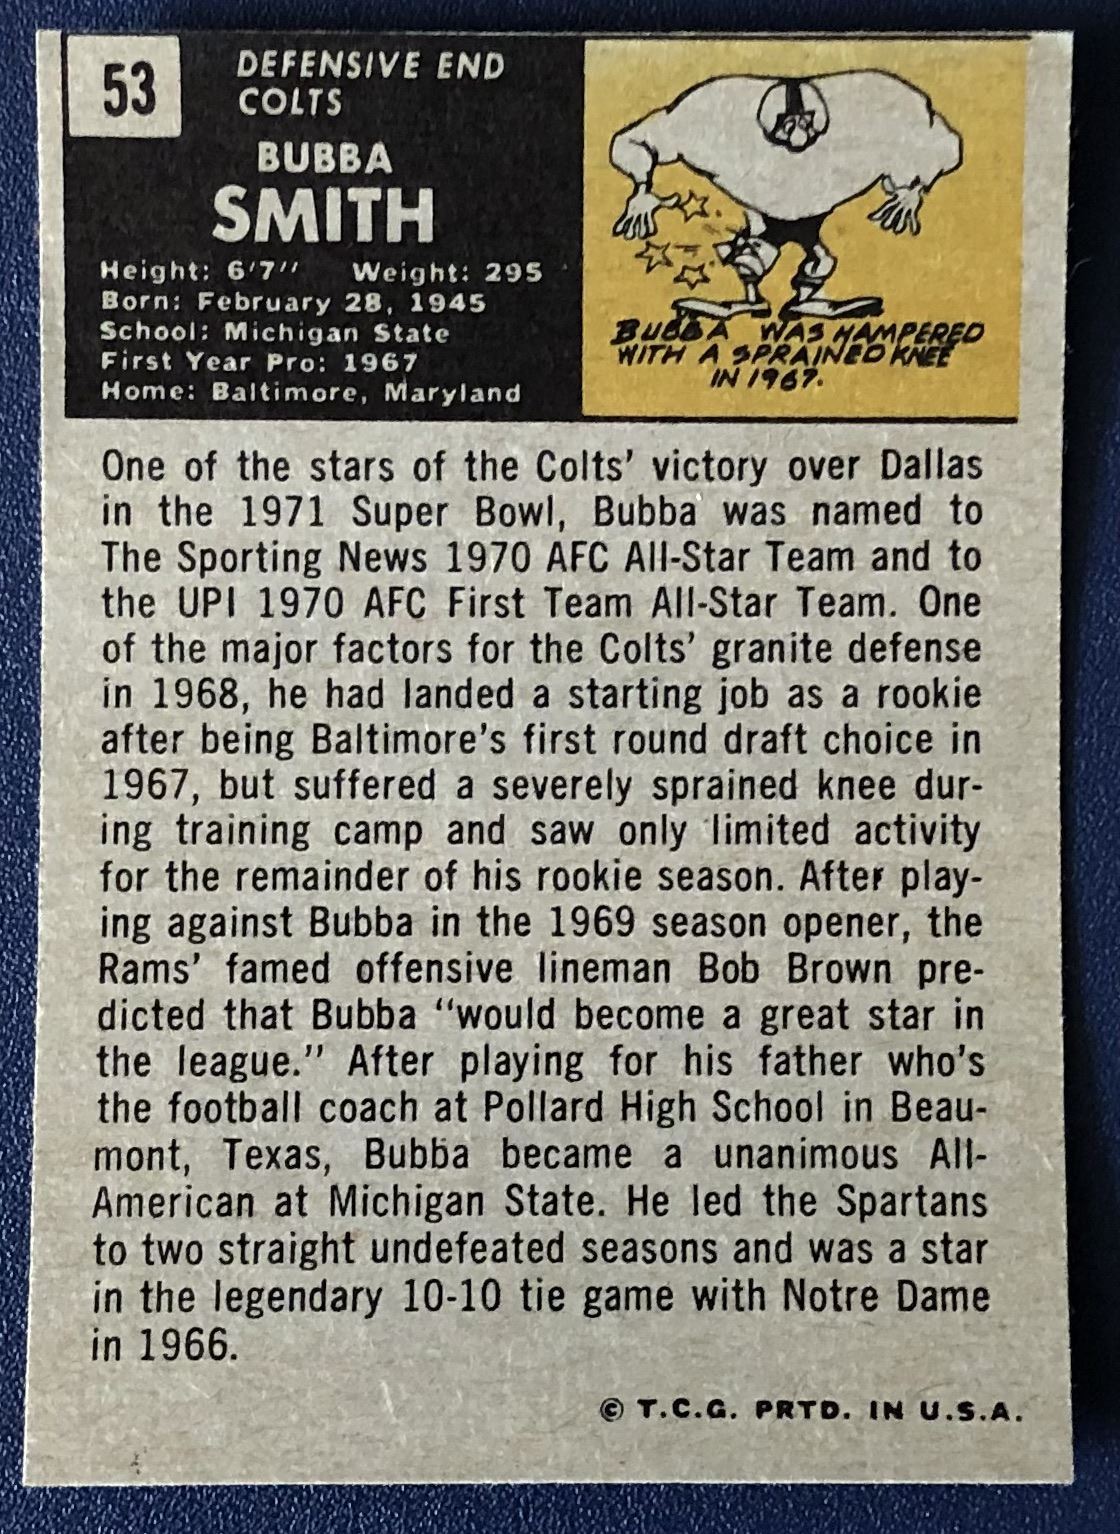 53
DEFENSIVE END
COLTS
BUBBA
SMITH
Height: 6'7" Weight: 295
Born: February 28, 1945
School: Michigan State
First Year Pro: 1967
Home: Baltimore, Maryland
BUBBA WAS HAMPERED
WITH A SPRAINED KNEE
IN 1967.
One of the stars of the Colts' victory over Dallas
in the 1971 Super Bowl, Bubba was named to
The Sporting News 1970 AFC All-Star Team and to
the UPI 1970 AFC First Team All-Star Team. One
of the major factors for the Colts' granite defense
in 1968, he had landed a starting job as a rookie
after being Baltimore's first round draft choice in
1967, but suffered a severely sprained knee dur-
ing training camp and saw only limited activity
for the remainder of his rookie season. After play-
ing against Bubba in the 1969 season opener, the
Rams' famed offensive lineman Bob Brown pre-
dicted that Bubba "would become a great star in
the league." After playing for his father who's
the football coach at Pollard High School in Beau-
mont, Texas, Bubba became a unanimous All-
American at Michigan State. He led the Spartans
to two straight undefeated seasons and was a star
in the legendary 10-10 tie game with Notre Dame
in 1966.
© T.C.G. PRTD. IN U.S.A.